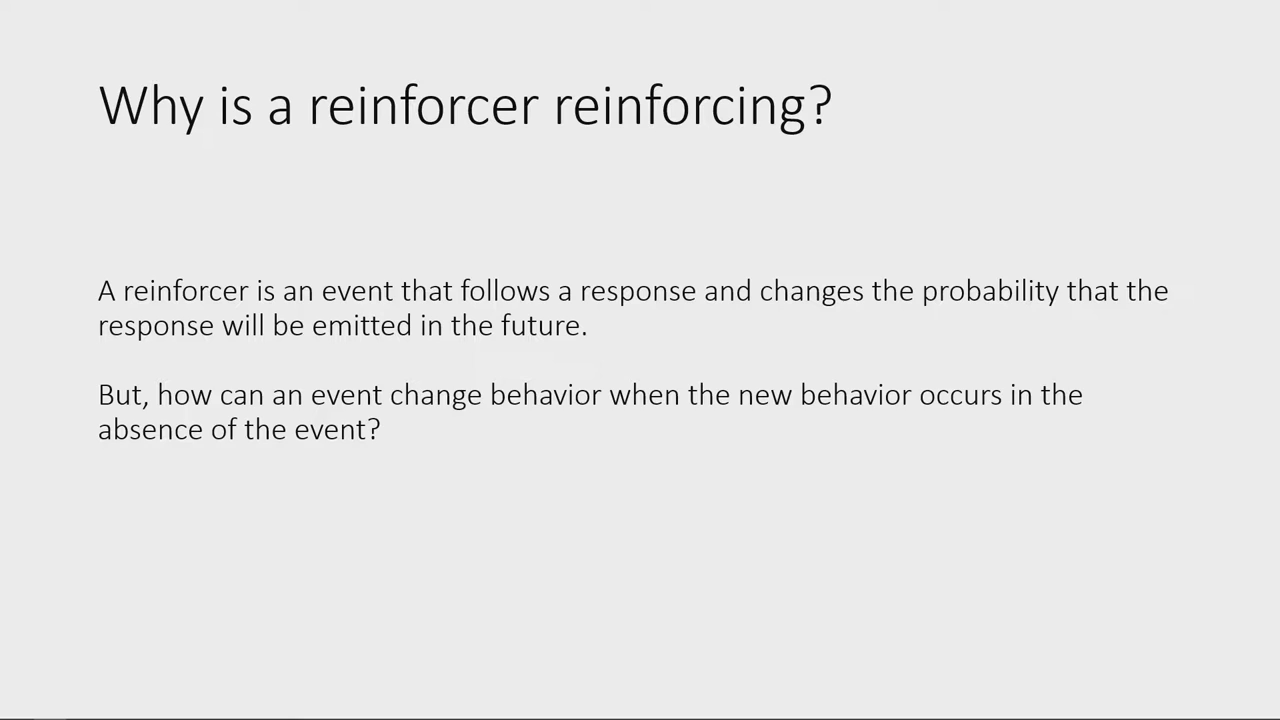 Why is a reinforcer reinforcing?
A reinforcer is an event that follows a response and changes the probability that the
response will be emitted in the future.
But, how can an event change behavior when the new behavior occurs in the
absence of the event?